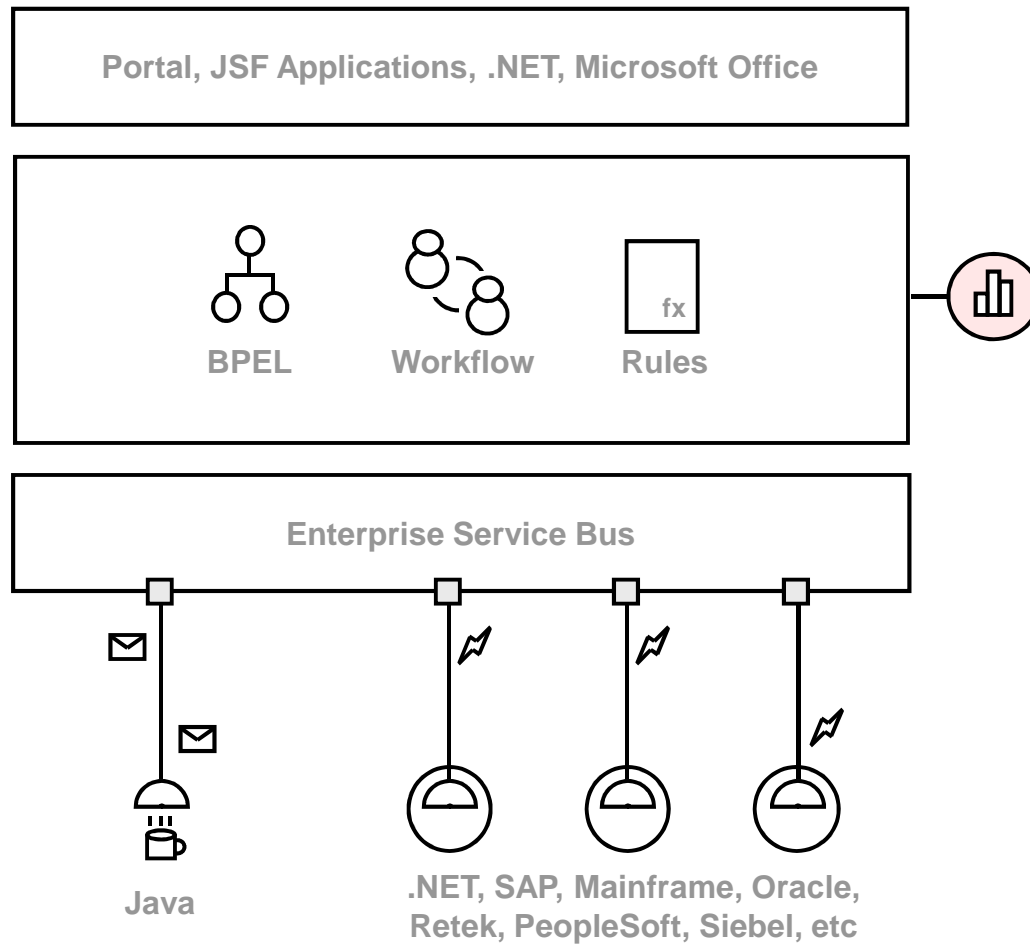 Portal, JSF Applications, .NET, Microsoft Office
fx
BPEL
Workflow
Rules
Enterprise Service Bus
Java
.NET, SAP, Mainframe, Oracle,
Retek, PeopleSoft, Siebel, etc